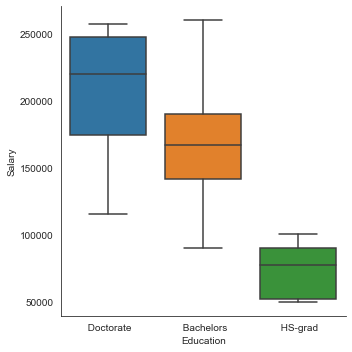 250000
200000
150000
100000
50000
Salary
Doctorate
Bachelors
HS-grad
Education